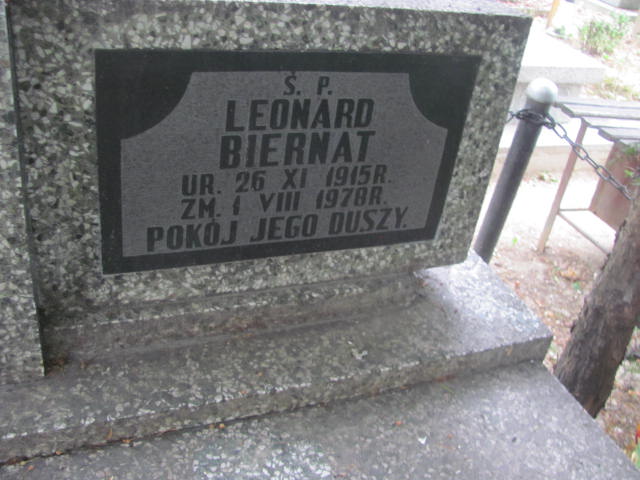 Ś. P.
LEONARD
BIERNAT
UR. 26 XI 1915R.
ZM. 1 VIII 1978R.
POKÓJ JEGO DUSZY.